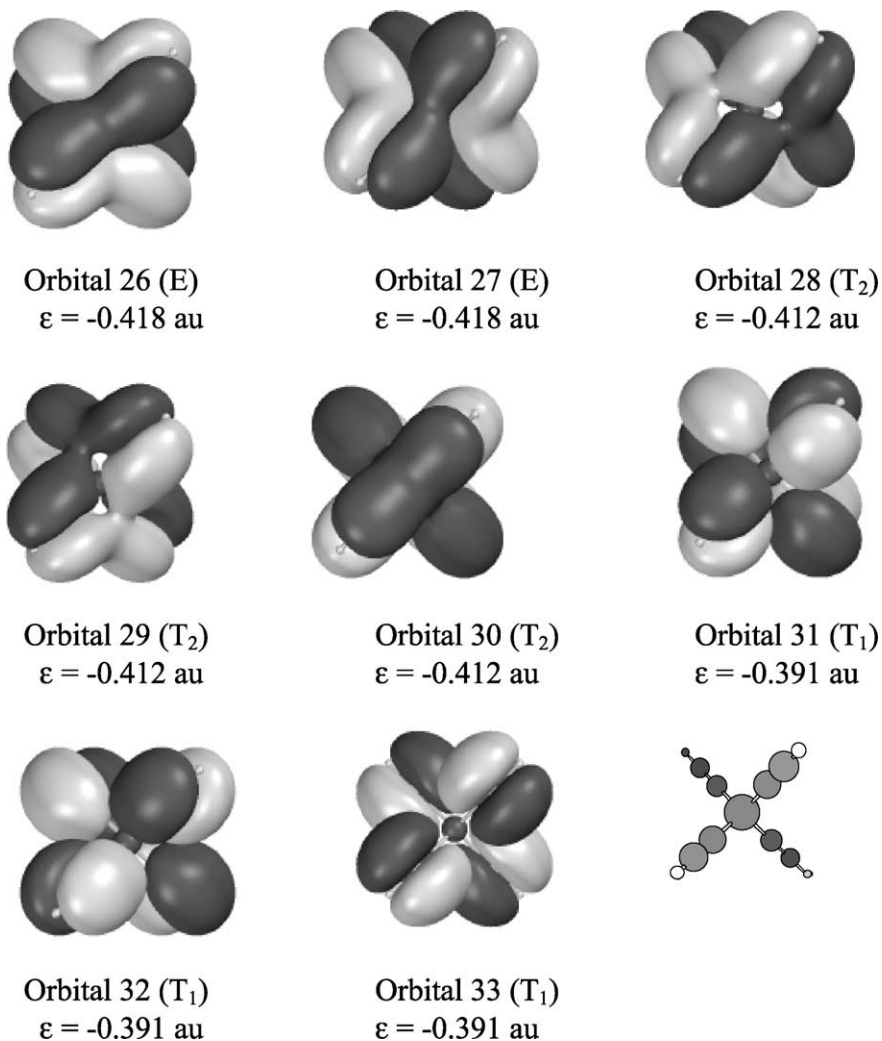 Orbital 26 (E)
ε = -0.418 au
Orbital 27 (E)
ε = -0.418 au
Orbital 28 (T₂)
ε = -0.412 au
Orbital 29 (T₂)
ε = -0.412 au
Orbital 30 (T₂)
ε = -0.412 au
Orbital 31 (T₁)
ε = -0.391 au
Orbital 32 (T₁)
ε = -0.391 au
Orbital 33 (T₁)
ε = -0.391 au